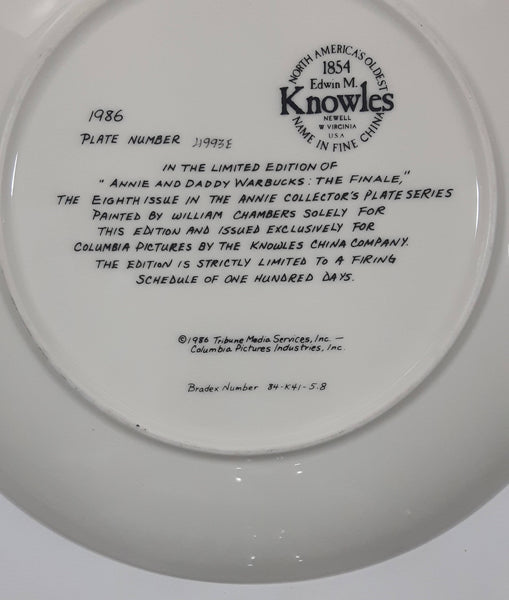 NORTH AMERICA'S OLDEST
1854
Edwin M.
Knowles
NEWELL
W VIRGINIA
USA
NAME IN FINE CHINA
1986
PLATE NUMBER
IN THE LIMITED EDITION OF
"ANNIE AND DADDY WARBUCKS: THE FINALE,"
THE EIGHTH ISSUE IN THE ANNIE COLLECTOR'S PLATE SERIES
PAINTED BY WILLIAM CHAMBERS SOLELY FOR
THIS EDITION AND ISSUED EXCLUSIVELY FOR
COLUMBIA PICTURES BY THE KNOWLES CHINA COMPANY.
THE EDITION IS STRICTLY LIMITED TO A FIRING
SCHEDULE OF ONE HUNDRED DAYS.
©1986 Tribune Media Services, Inc. —
Columbia Pictures Industries, Inc.
Bradex Number 84-K41-5.8